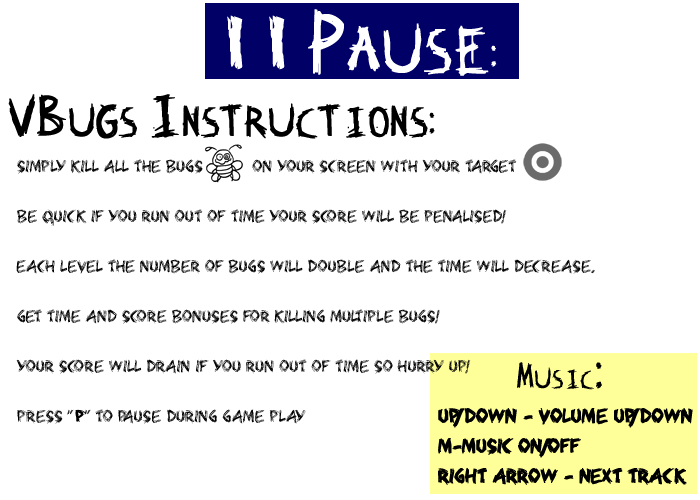 II PAUSE:
VBUGS INSTRUCTIONS:
SIMPLY KILL ALL THE BUGS ON YOUR SCREEN WITH YOUR TARGET
BE QUICK IF YOU RUN OUT OF TIME YOUR SCORE WILL BE PENALISED!
EACH LEVEL THE NUMBER OF BUGS WILL DOUBLE AND THE TIME WILL DECREASE.
GET TIME AND SCORE BONUSES FOR KILLING MULTIPLE BUGS!
YOUR SCORE WILL DRAIN IF YOU RUN OUT OF TIME SO HURRY UP!
PRESS "P" TO PAUSE DURING GAME PLAY
MUSIC:
UP/DOWN - VOLUME UP/DOWN
M-MUSIC ON/OFF
RIGHT ARROW - NEXT TRACK